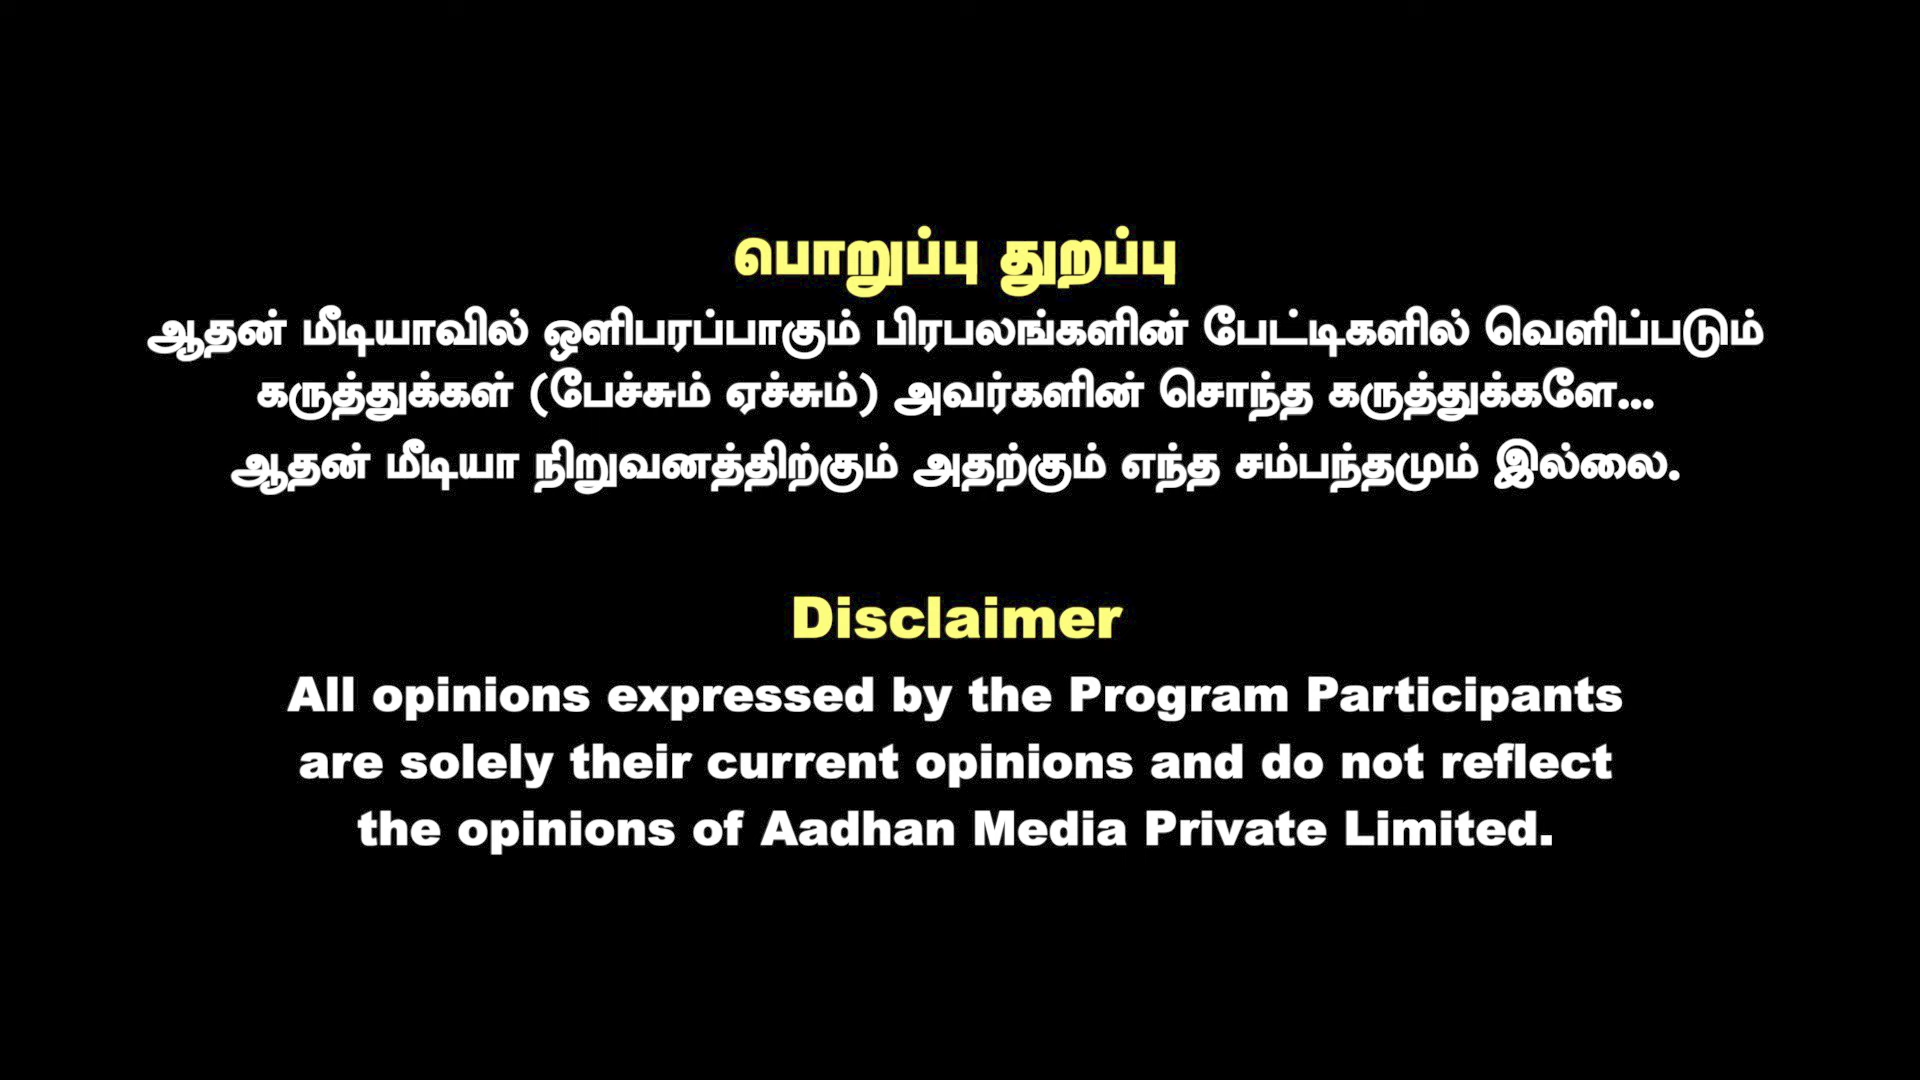 பொறுப்பு துறப்பு
ஆதன் மீடியாவில் ஒளிபரப்பாகும் பிரபலங்களின் பேட்டிகளில் வெளிப்படும்
கருத்துக்கள் (பேச்சும் ஏச்சும்) அவர்களின் சொந்த கருத்துக்களே...
ஆதன் மீடியா நிறுவனத்திற்கும் அதற்கும் எந்த சம்பந்தமும் இல்லை.
Disclaimer
All opinions expressed by the Program Participants
are solely their current opinions and do not reflect
the opinions of Aadhan Media Private Limited.